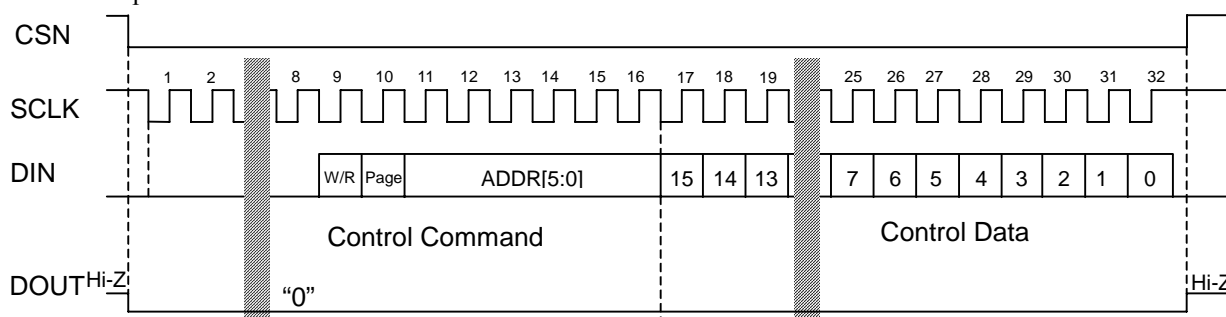 CSN
1 2 8 9 10 11 12 13 14 15 16 17 18 19 25 26 27 28 29 30 31 32
SCLK
DIN W/R Page ADDR[5:0] 15 14 13 7 6 5 4 3 2 1 0
Control Command Control Data
DOUT Hi-Z “0” Hi-Z